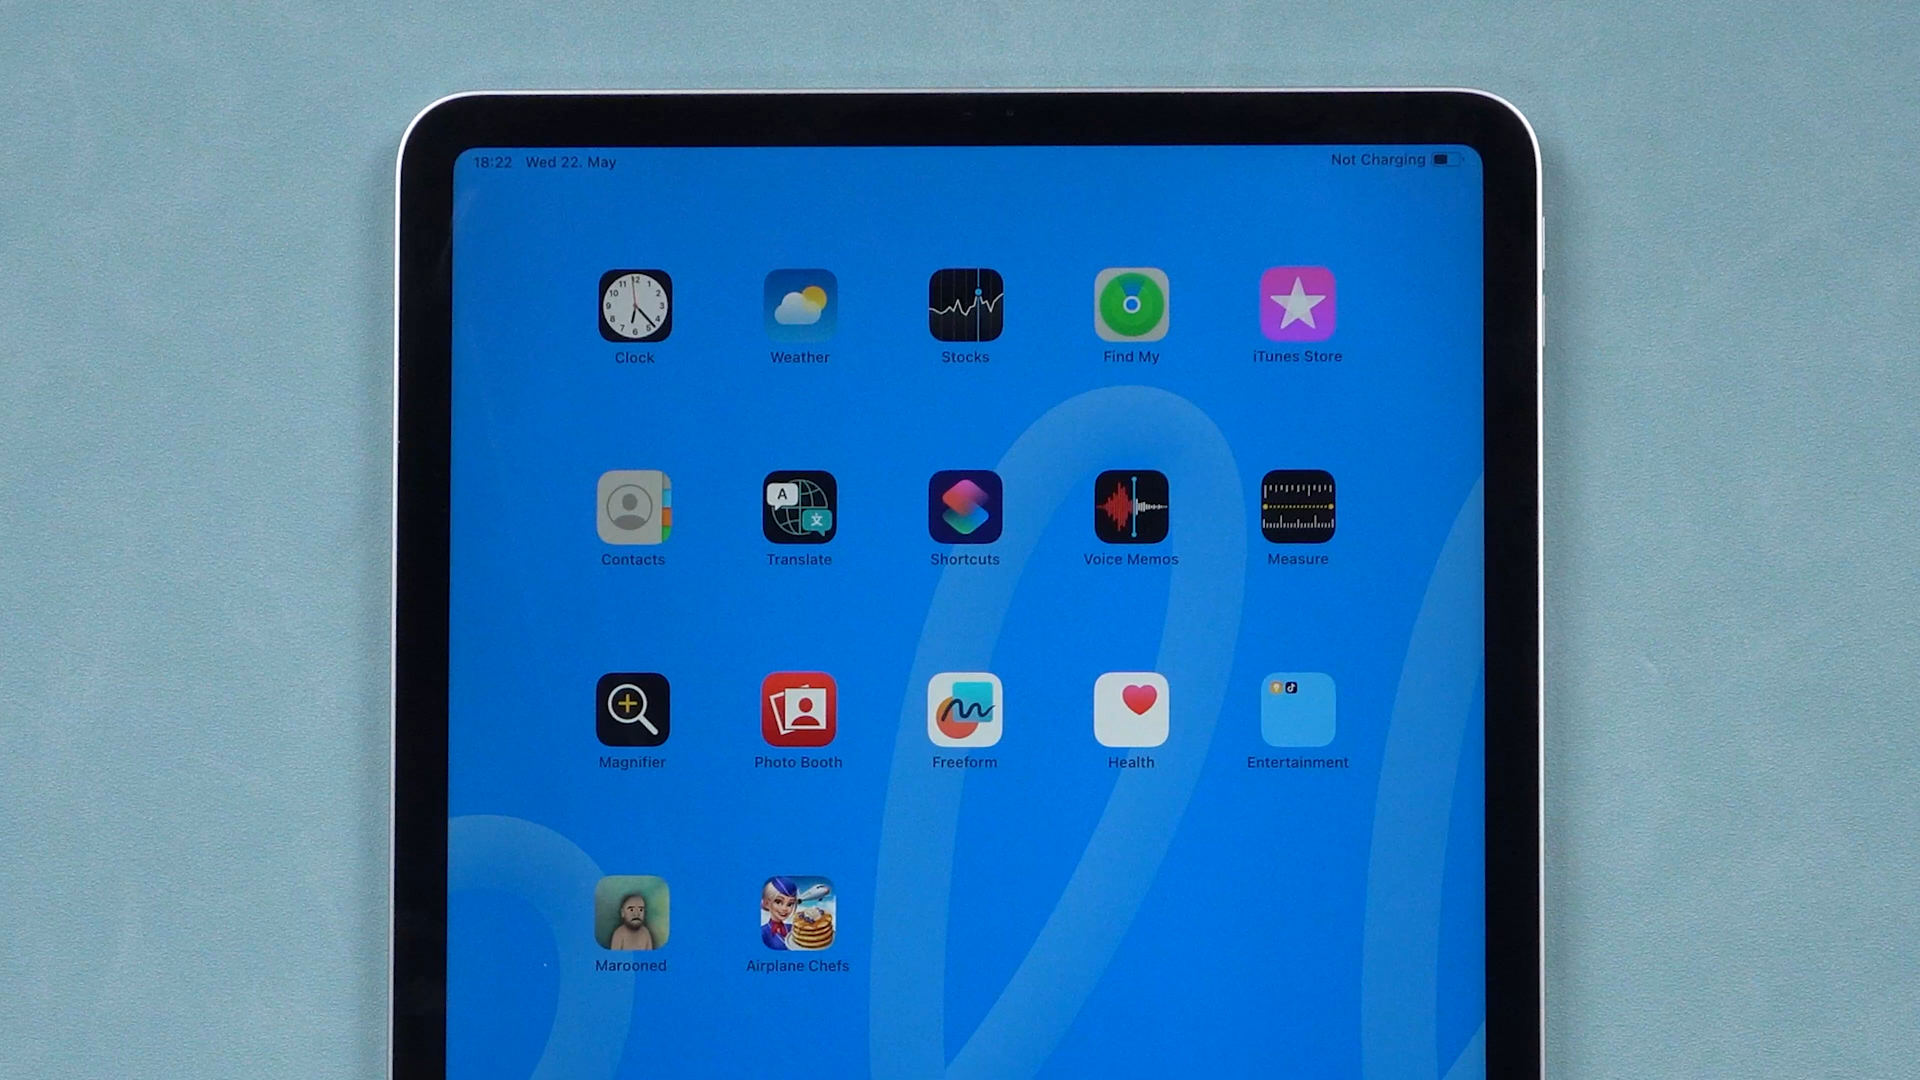 18:22 Wed 22. May
Not Charging
Clock
Weather
Stocks
Find My
iTunes Store
Contacts
Translate
Shortcuts
Voice Memos
Measure
A
文
Magnifier
Photo Booth
Freeform
Health
Entertainment
Marooned
Airplane Chefs